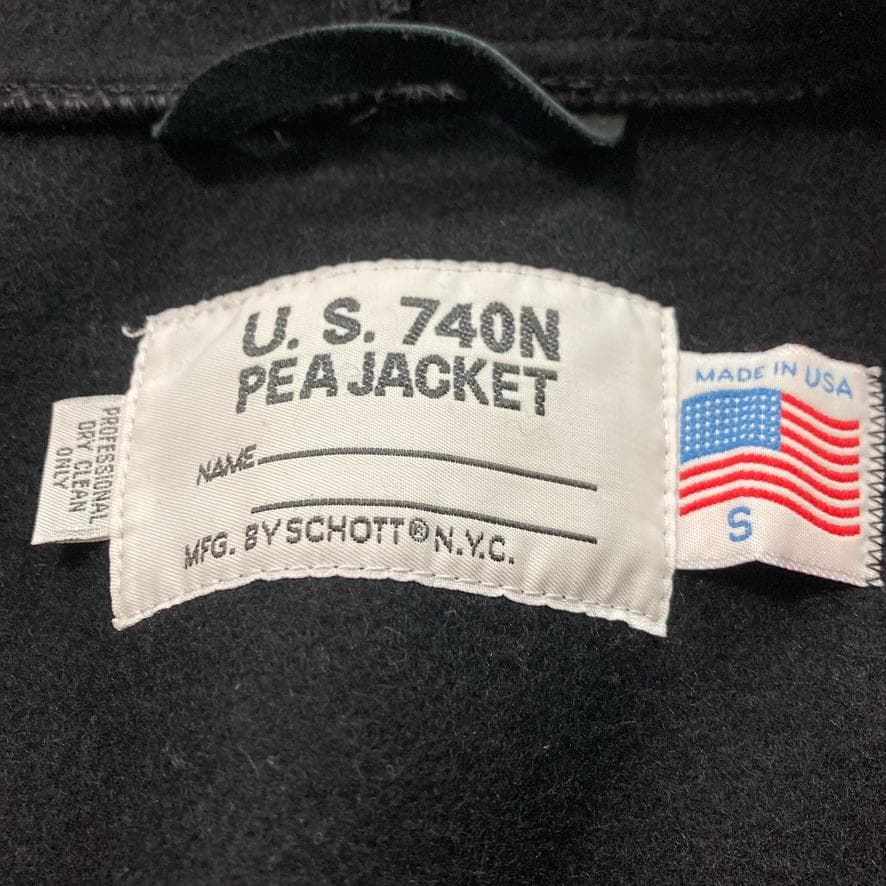 U. S. 740N
PEA JACKET
NAME
MFG. BY SCHOTT® N.Y.C.
PROFESSIONAL
DRY CLEAN
ONLY
MADE IN USA
S